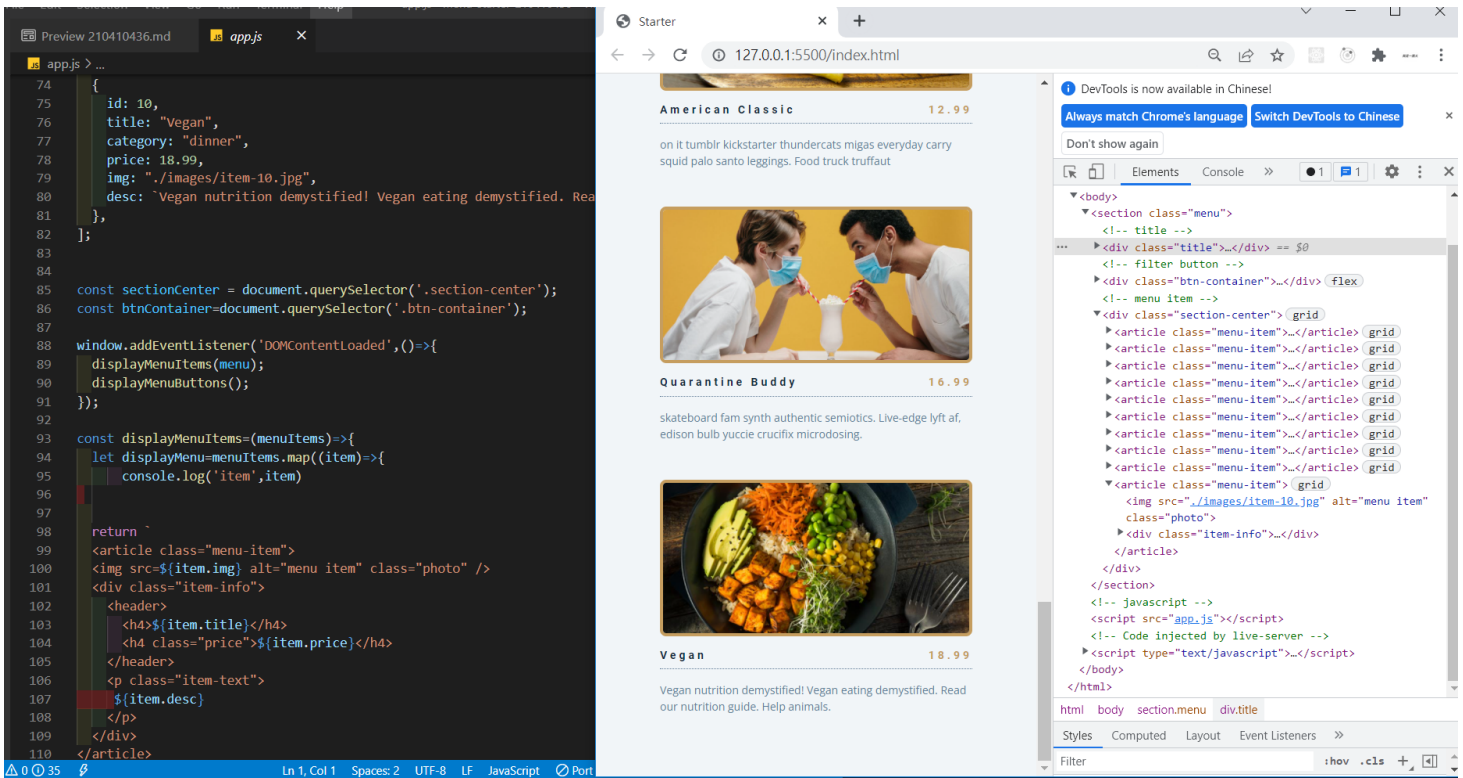 Preview 210410436.md
JS app.js
JS app.js > ...
74 {
75 id: 10,
76 title: "Vegan",
77 category: "dinner",
78 price: 18.99,
79 img: "./images/item-10.jpg",
80 desc: `Vegan nutrition demystified! Vegan eating demystified. Rea
81 },
82 ];
83
84
85 const sectionCenter = document.querySelector('.section-center');
86 const btnContainer=document.querySelector('.btn-container');
87
88 window.addEventListener('DOMContentLoaded',()=>{
89 displayMenuItems(menu);
90 displayMenuButtons();
91 });
92
93 const displayMenuItems=(menuItems)=>{
94 let displayMenu=menuItems.map((item)=>{
95 console.log('item',item)
96
97
98 return `
99 <article class="menu-item">
100 <img src=${item.img} alt="menu item" class="photo" />
101 <div class="item-info">
102 <header>
103 <h4>${item.title}</h4>
104 <h4 class="price">${item.price}</h4>
105 </header>
106 <p class="item-text">
107 ${item.desc}
108 </p>
109 </div>
110 </article>
0 35 Ln 1, Col 1 Spaces: 2 UTF-8 LF JavaScript Port
Starter
127.0.0.1:5500/index.html
American Classic 12.99
on it tumblr kickstarter thundercats migas everyday carry
squid palo santo leggings. Food truck truffaut
Quarantine Buddy 16.99
skateboard fam synth authentic semiotics. Live-edge lyft af,
edison bulb yuccie crucifix microdosing.
Vegan 18.99
Vegan nutrition demystified! Vegan eating demystified. Read
our nutrition guide. Help animals.
DevTools is now available in Chinese!
Always match Chrome's language Switch DevTools to Chinese
Don't show again
Elements Console » 1 1
<body>
<section class="menu">
<!-- title -->
<div class="title">…</div> == $0
<!-- filter button -->
<div class="btn-container">…</div> flex
<!-- menu item -->
<div class="section-center"> grid
<article class="menu-item">…</article> grid
<article class="menu-item">…</article> grid
<article class="menu-item">…</article> grid
<article class="menu-item">…</article> grid
<article class="menu-item">…</article> grid
<article class="menu-item">…</article> grid
<article class="menu-item">…</article> grid
<article class="menu-item">…</article> grid
<article class="menu-item">…</article> grid
<article class="menu-item"> grid
<img src="./images/item-10.jpg" alt="menu item"
class="photo">
<div class="item-info">…</div>
</article>
</div>
</section>
<!-- javascript -->
<script src="app.js"></script>
<!-- Code injected by live-server -->
<script type="text/javascript">…</script>
</body>
</html>
html body section.menu div.title
Styles Computed Layout Event Listeners »
Filter :hov .cls +